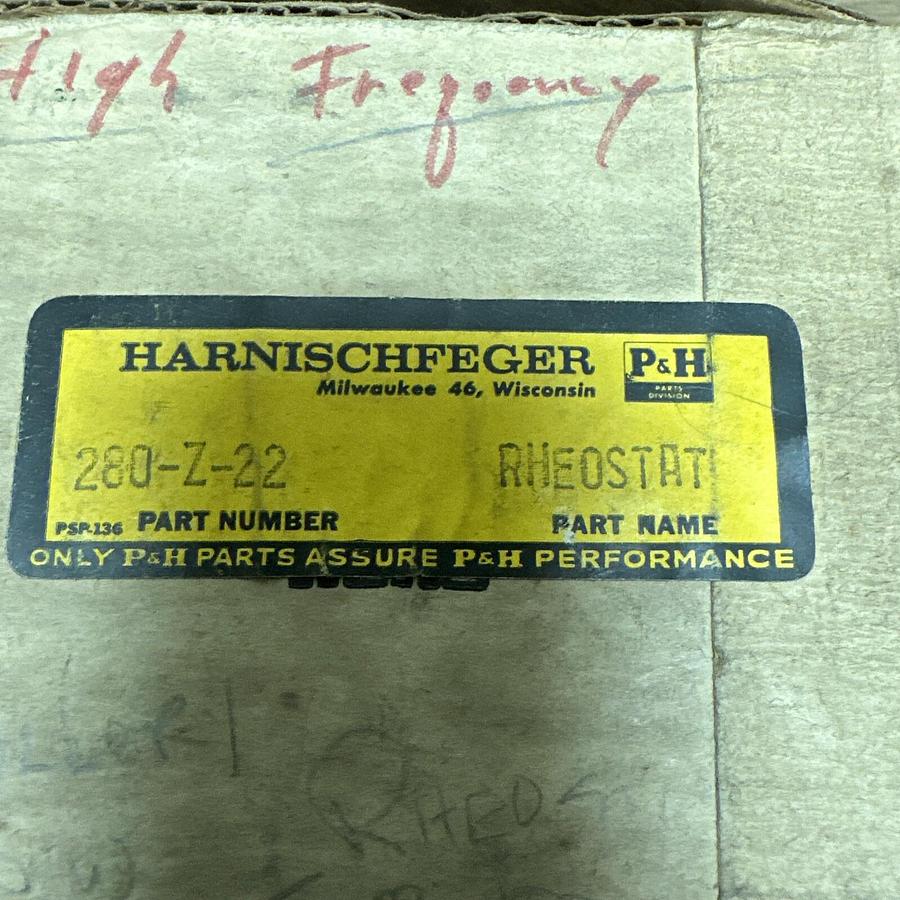 High Frequency
HARNISCHFEGER P&H
Milwaukee 46, Wisconsin PARTS DIVISION
280-Z-22 RHEOSTAT
PSP-136 PART NUMBER PART NAME
ONLY P&H PARTS ASSURE P&H PERFORMANCE
RHEOST